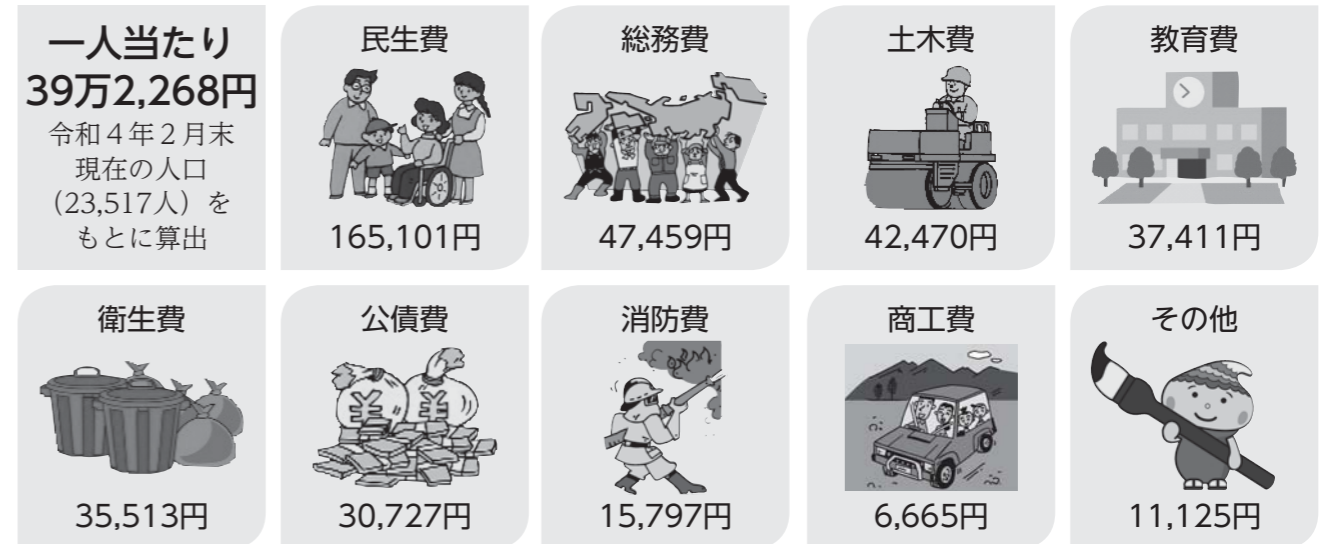 一人当たり
39万2,268円
令和4年2月末
現在の人口
（23,517人）を
もとに算出
民生費
165,101円
総務費
47,459円
土木費
42,470円
教育費
37,411円
衛生費
35,513円
公債費
¥ ¥
30,727円
消防費
15,797円
商工費
6,665円
その他
11,125円